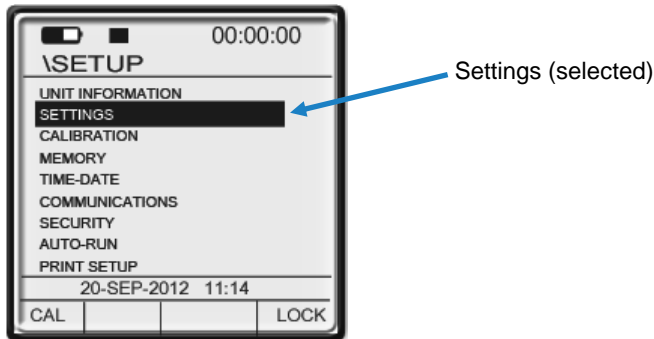 00:00:00
\SETUP
UNIT INFORMATION
SETTINGS
CALIBRATION
MEMORY
TIME-DATE
COMMUNICATIONS
SECURITY
AUTO-RUN
PRINT SETUP
20-SEP-2012 11:14
CAL LOCK
Settings (selected)